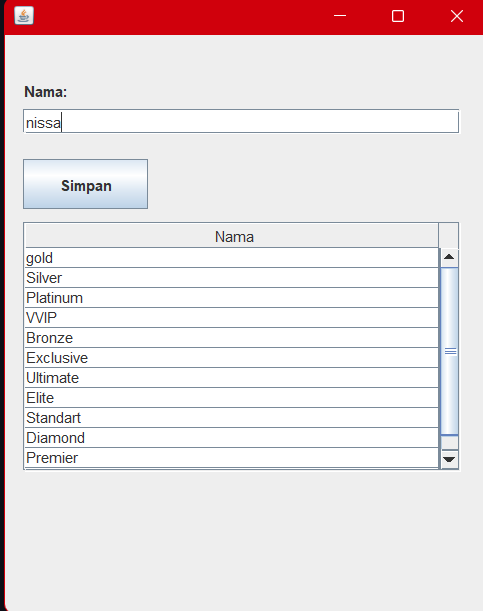 Nama:
nissa
Simpan
Nama
gold
Silver
Platinum
VVIP
Bronze
Exclusive
Ultimate
Elite
Standart
Diamond
Premier